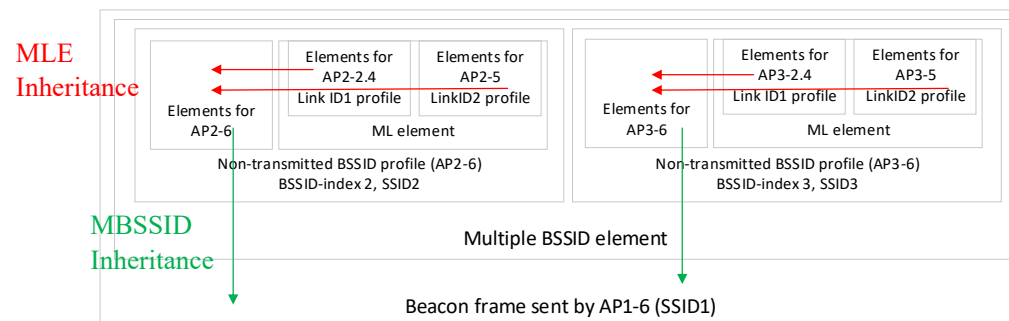 MLE
Inheritance
Elements for
AP2-2.4
Link ID1 profile
Elements for
AP2-5
LinkID2 profile
Elements for
AP2-6
ML element
Non-transmitted BSSID profile (AP2-6)
BSSID-index 2, SSID2
Elements for
AP3-2.4
Link ID1 profile
Elements for
AP3-5
LinkID2 profile
Elements for
AP3-6
ML element
Non-transmitted BSSID profile (AP3-6)
BSSID-index 3, SSID3
MBSSID
Inheritance
Multiple BSSID element
Beacon frame sent by AP1-6 (SSID1)